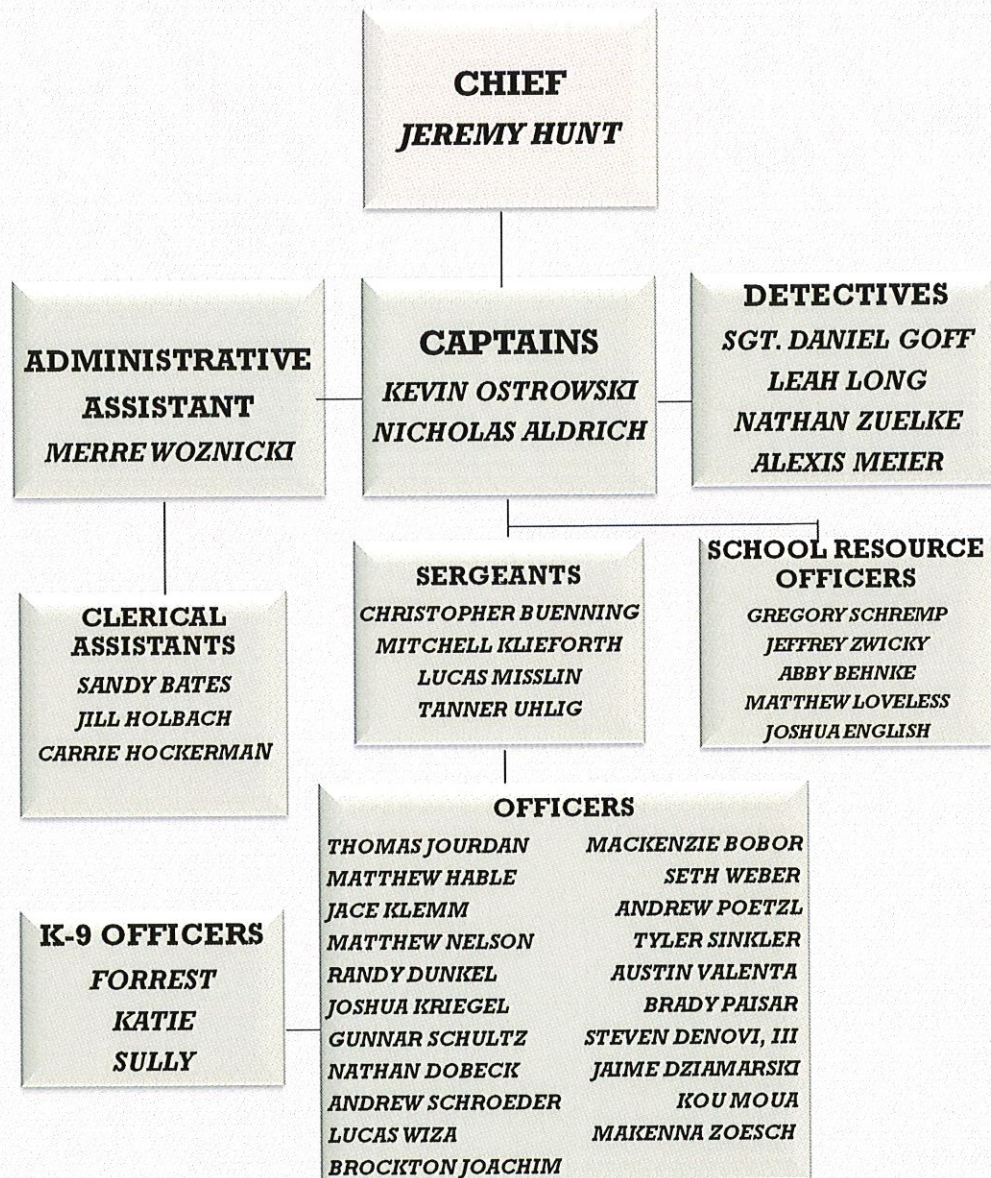 CHIEF
JEREMY HUNT
ADMINISTRATIVE
ASSISTANT
MERRE WOZNICKI
CAPTAINS
KEVIN OSTROWSKI
NICHOLAS ALDRICH
DETECTIVES
SGT. DANIEL GOFF
LEAH LONG
NATHAN ZUELKE
ALEXIS MEIER
CLERICAL
ASSISTANTS
SANDY BATES
JILL HOLBACH
CARRIE HOCKERMAN
SERGEANTS
CHRISTOPHER BUENNING
MITCHELL KLIEFORTH
LUCAS MISSLIN
TANNER UHLIG
SCHOOL RESOURCE
OFFICERS
GREGORY SCHREMP
JEFFREY ZWICKY
ABBY BEHNKE
MATTHEW LOVELESS
JOSHUA ENGLISH
K-9 OFFICERS
FORREST
KATIE
SULLY
OFFICERS
THOMAS JOURDAN
MATTHEW HABLE
JACE KLEMM
MATTHEW NELSON
RANDY DUNKEL
JOSHUA KRIEGEL
GUNNAR SCHULTZ
NATHAN DOBECK
ANDREW SCHROEDER
LUCAS WIZA
BROCKTON JOACHIM
MACKENZIE BOBOR
SETH WEBER
ANDREW POETZL
TYLER SINKLER
AUSTIN VALENTA
BRADY PAISAR
STEVEN DENOVI, III
JAIME DZIAMARSKI
KOU MOUA
MAKENNA ZOESCH